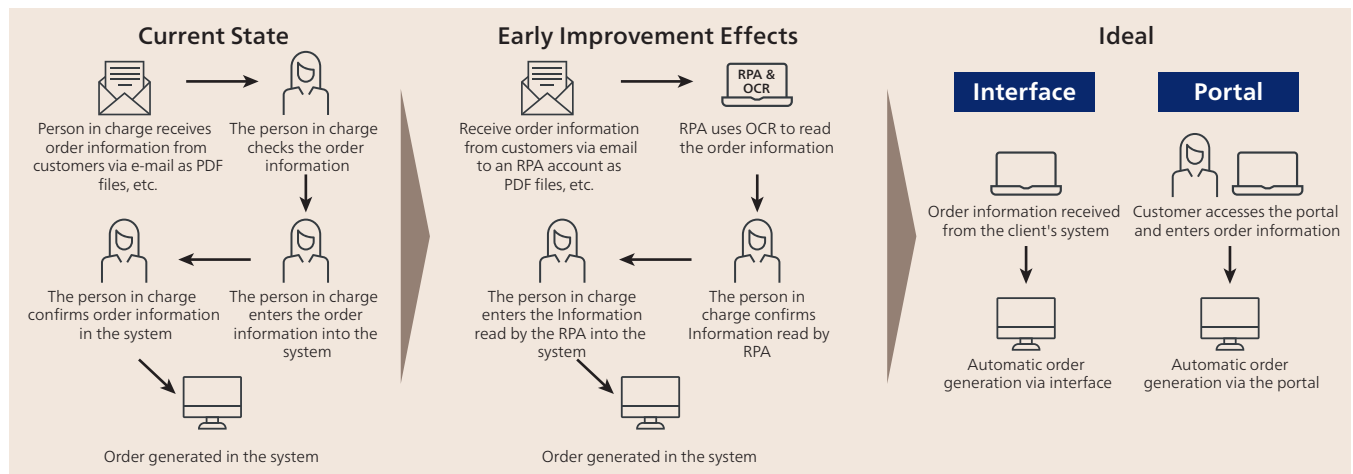 Current State
Person in charge receives
order information from
customers via e-mail as PDF
files, etc.
The person in charge
checks the order
information
The person in charge
enters the order
information into the
system
The person in charge
confirms order information
in the system
Order generated in the system
Early Improvement Effects
Receive order information
from customers via email
to an RPA account as
PDF files, etc.
RPA &
OCR
RPA uses OCR to read
the order information
The person in
charge confirms
Information read by
RPA
The person in charge
enters the Information
read by the RPA into the
system
Order generated in the system
Ideal
Interface
Order information received
from the client's system
Automatic order
generation via interface
Portal
Customer accesses the portal
and enters order information
Automatic order
generation via the portal